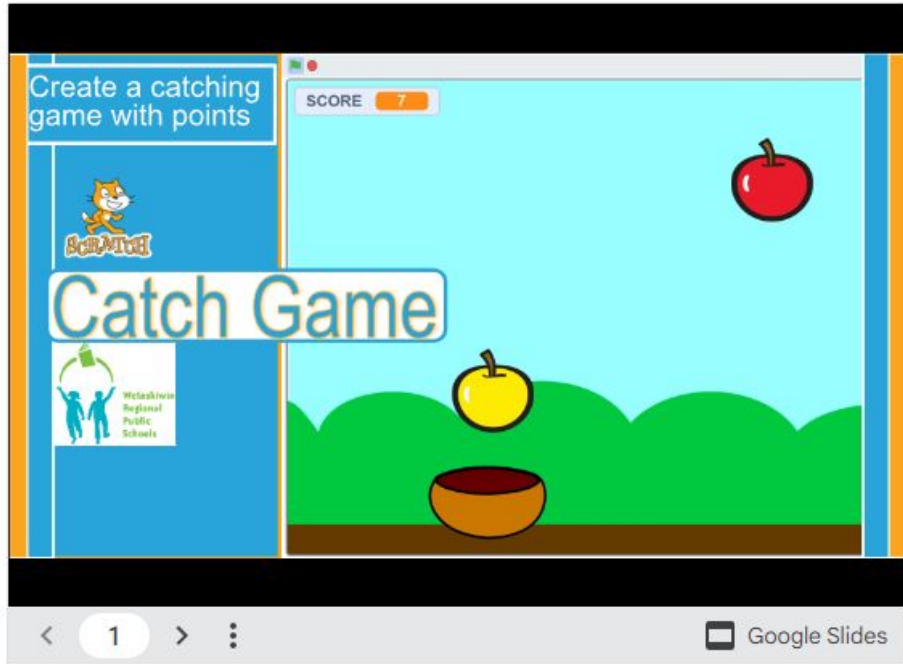 Create a catching
game with points
SCORE 7
SCRATCH
Catch Game
Wetaskiwin
Regional
Public
Schools
1
Google Slides